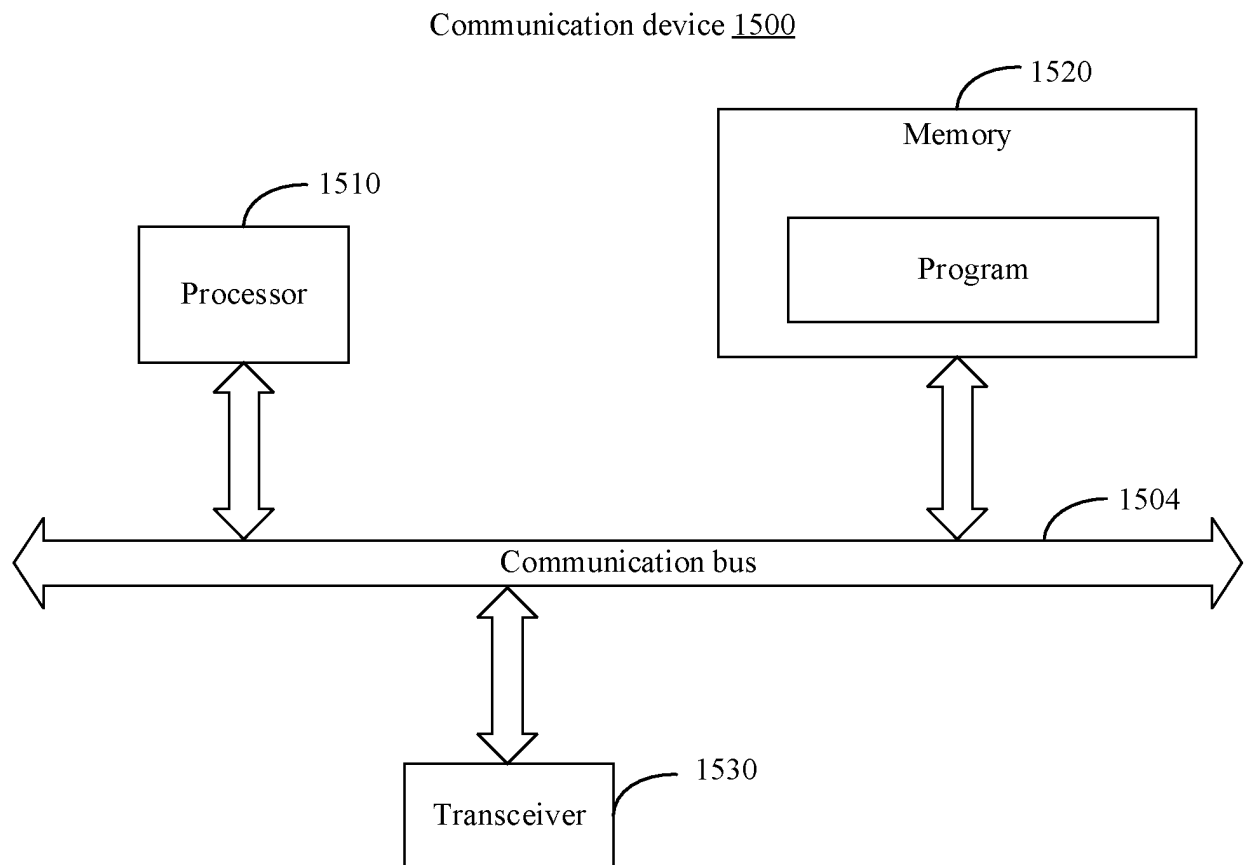 Communication device 1500
1520
Memory
1510
Program
Processor
1504
Communication bus
1530
Transceiver